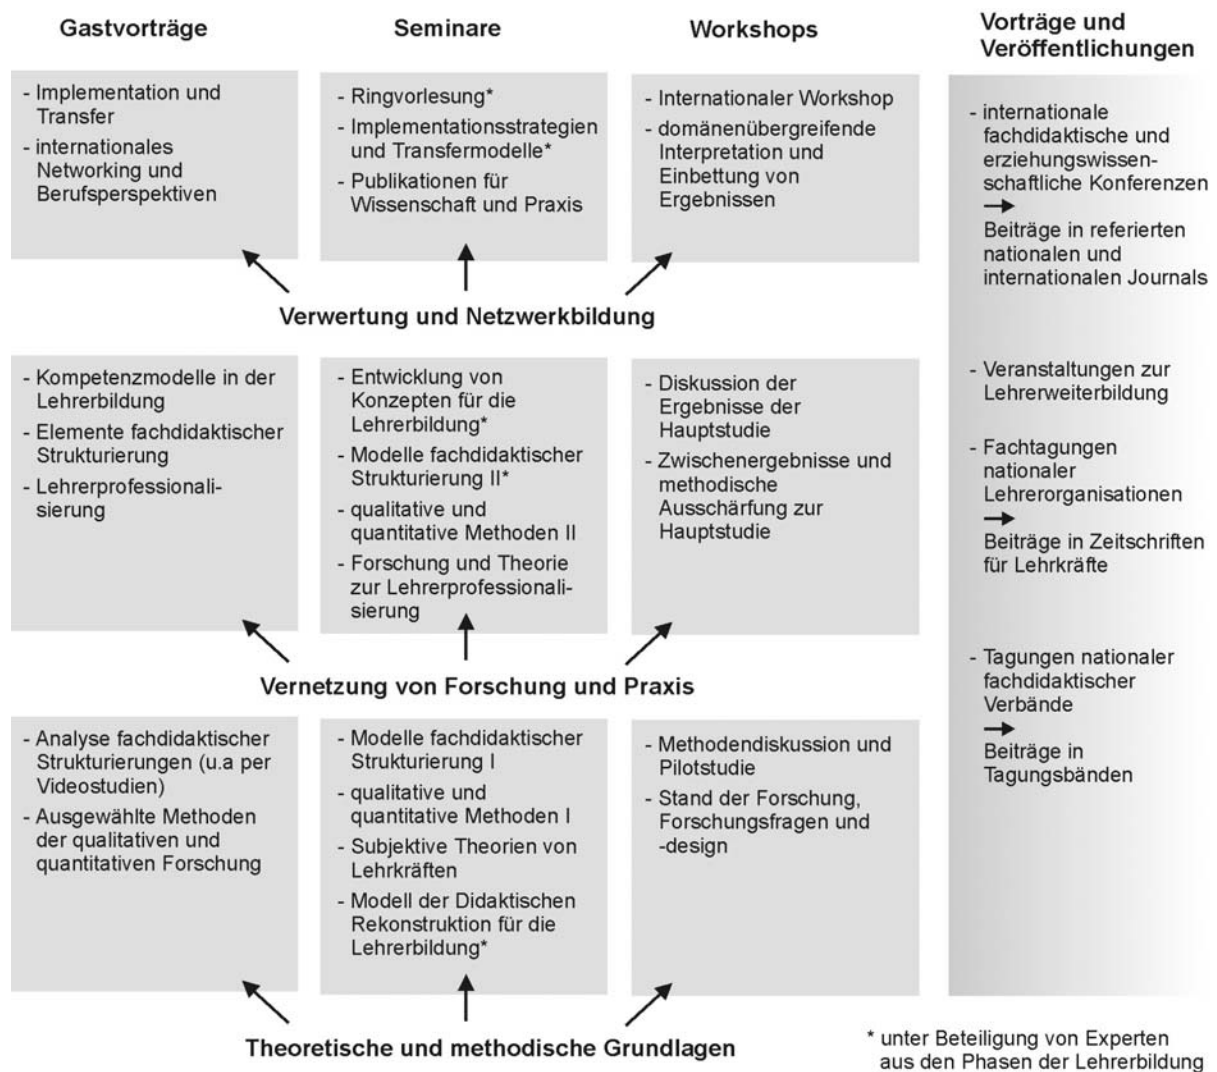 Gastvorträge
Seminare
Workshops
Vorträge und
Veröffentlichungen
- Implementation und
Transfer
- internationales
Networking und
Berufsperspektiven
- Ringvorlesung*
- Implementationsstrategien
und Transfermodelle*
- Publikationen für
Wissenschaft und Praxis
- Internationaler Workshop
- domänenübergreifende
Interpretation und
Einbettung von
Ergebnissen
Verwertung und Netzwerkbildung
- Kompetenzmodelle in der
Lehrerbildung
- Elemente fachdidaktischer
Strukturierung
- Lehrerprofessionali-
sierung
- Entwicklung von
Konzepten für die
Lehrerbildung*
- Modelle fachdidaktischer
Strukturierung II*
- qualitative und
quantitative Methoden II
- Forschung und Theorie
zur Lehrerprofessionali-
sierung
- Diskussion der
Ergebnisse der
Hauptstudie
- Zwischenergebnisse und
methodische
Ausschärfung zur
Hauptstudie
Vernetzung von Forschung und Praxis
- Analyse fachdidaktischer
Strukturierungen (u.a per
Videostudien)
- Ausgewählte Methoden
der qualitativen und
quantitativen Forschung
- Modelle fachdidaktischer
Strukturierung I
- qualitative und
quantitative Methoden I
- Subjektive Theorien von
Lehrkräften
- Modell der Didaktischen
Rekonstruktion für die
Lehrerbildung*
- Methodendiskussion und
Pilotstudie
- Stand der Forschung,
Forschungsfragen und
-design
Theoretische und methodische Grundlagen
- internationale
fachdidaktische und
erziehungswissen-
schaftliche Konferenzen
Beiträge in referierten
nationalen und
internationalen Journals
- Veranstaltungen zur
Lehrerweiterbildung
- Fachtagungen
nationaler
Lehrerorganisationen
Beiträge in Zeitschriften
für Lehrkräfte
- Tagungen nationaler
fachdidaktischer
Verbände
Beiträge in
Tagungsbänden
* unter Beteiligung von Experten
aus den Phasen der Lehrerbildung